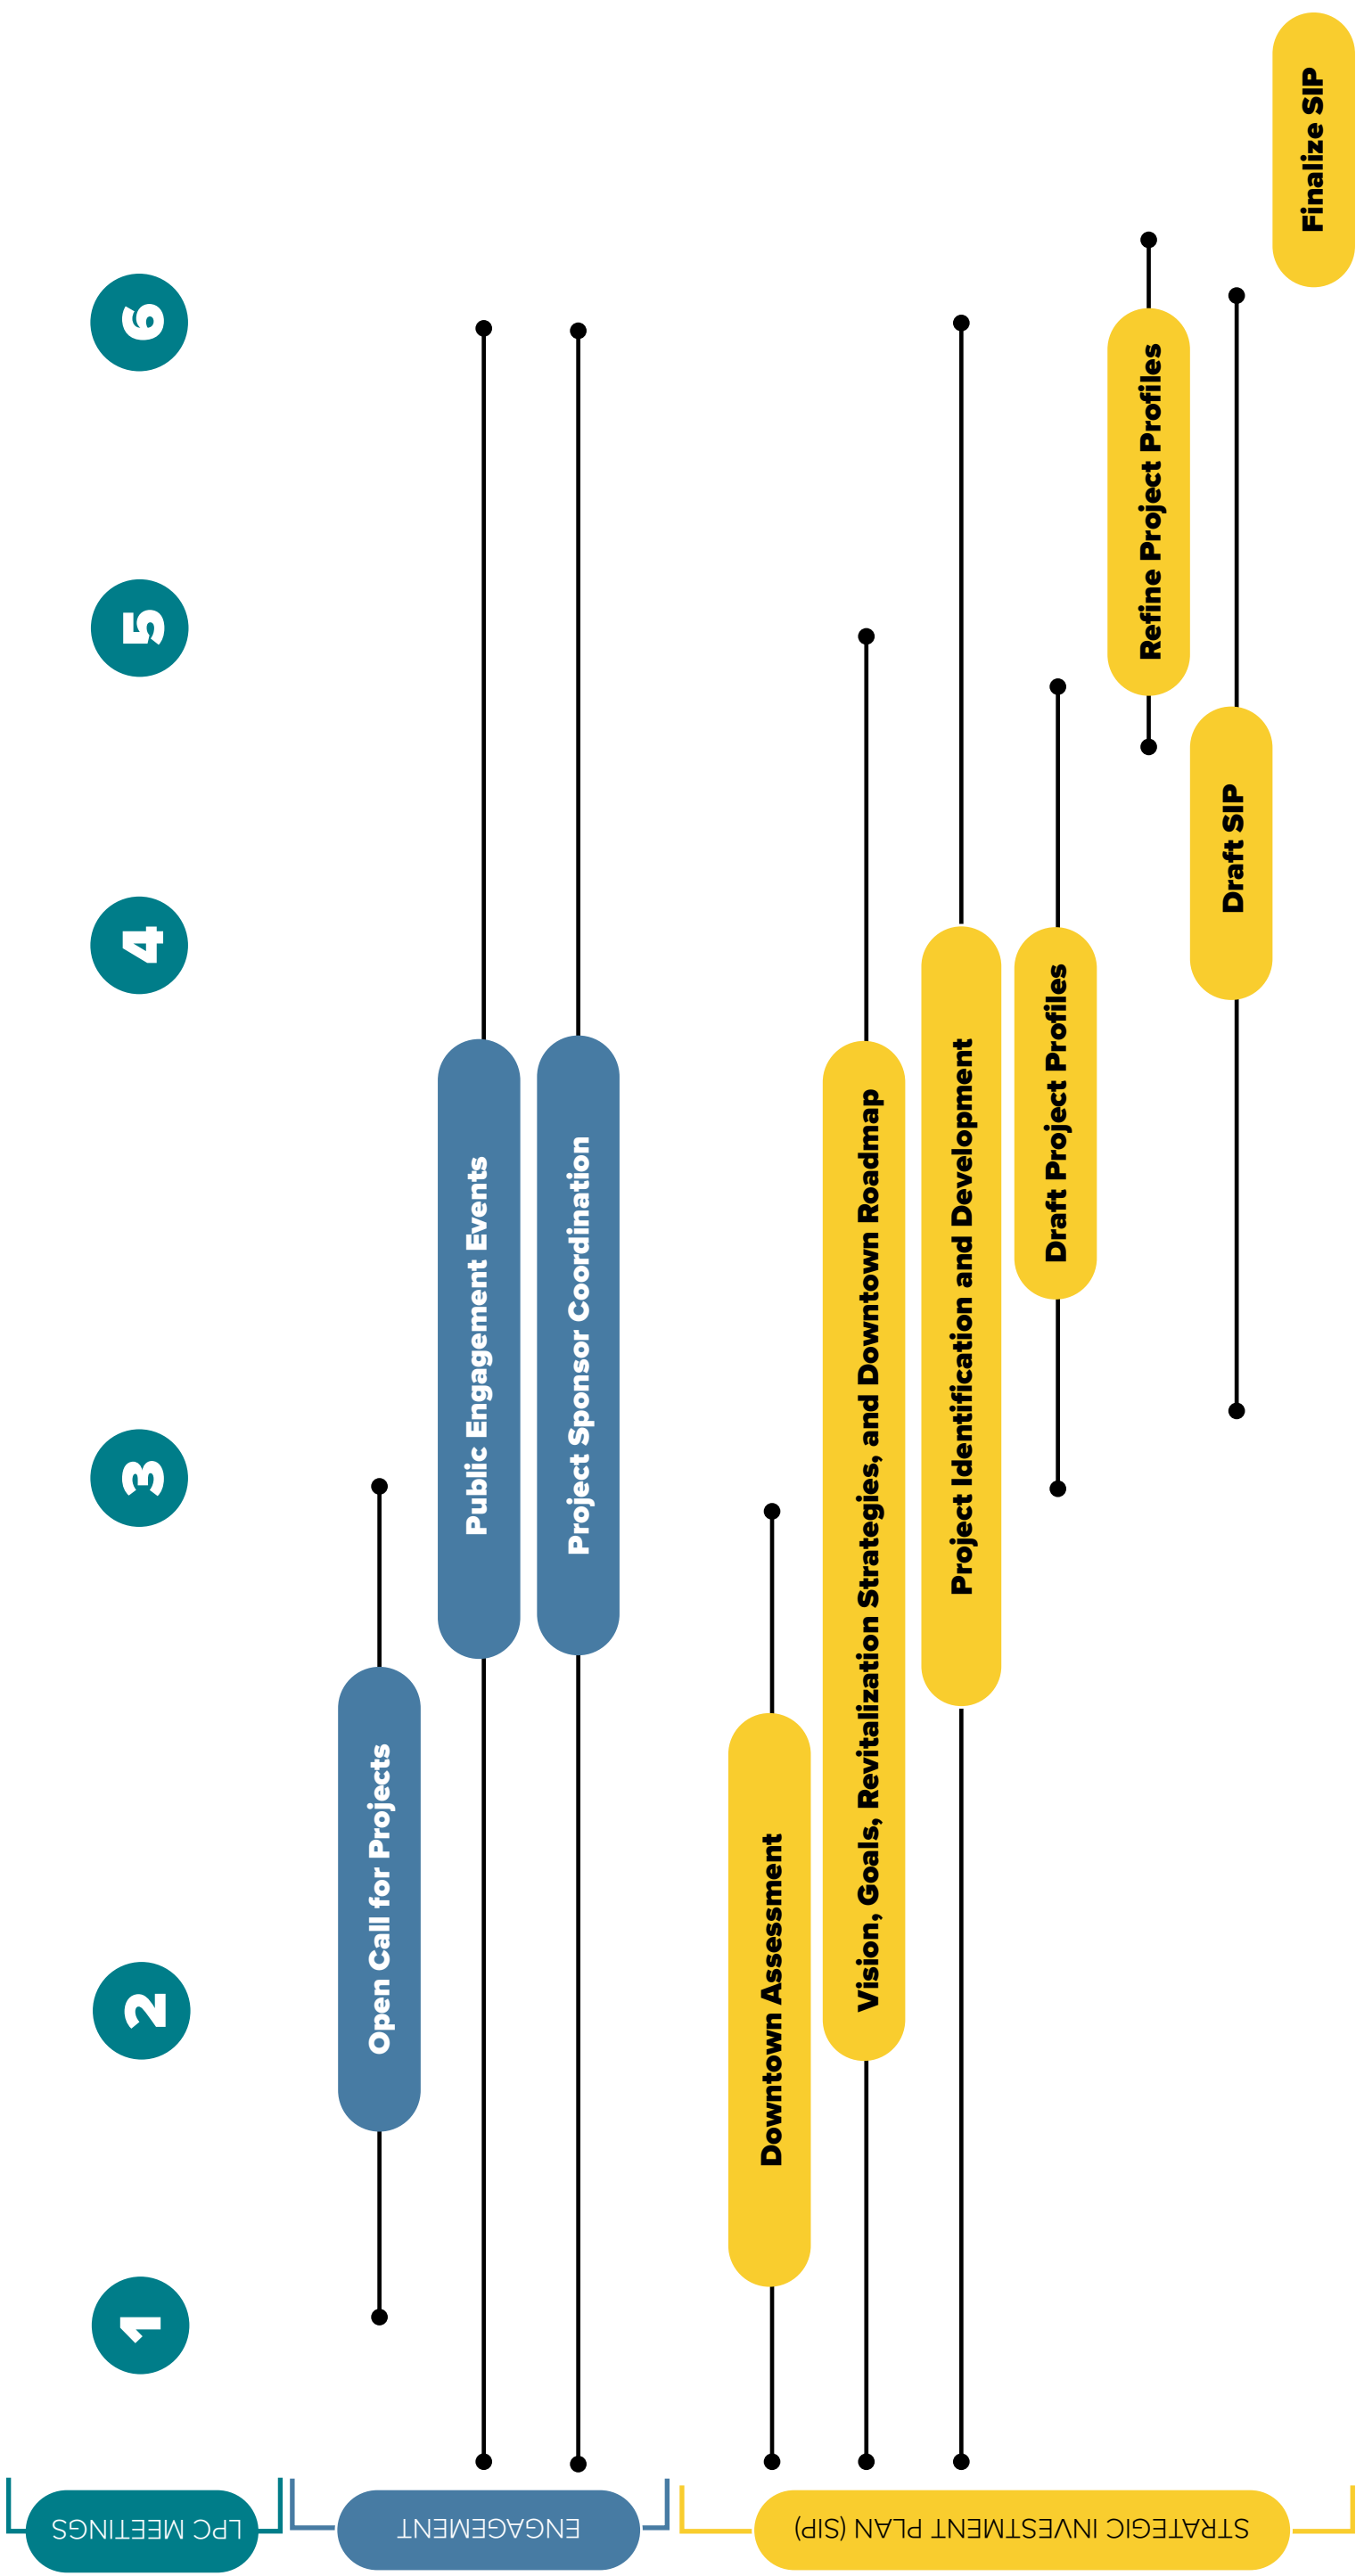 LPC MEETINGS
1
2
3
4
5
6
ENGAGEMENT
Open Call for Projects
Public Engagement Events
Project Sponsor Coordination
STRATEGIC INVESTMENT PLAN (SIP)
Downtown Assessment
Vision, Goals, Revitalization Strategies, and Downtown Roadmap
Project Identification and Development
Draft Project Profiles
Refine Project Profiles
Draft SIP
Finalize SIP